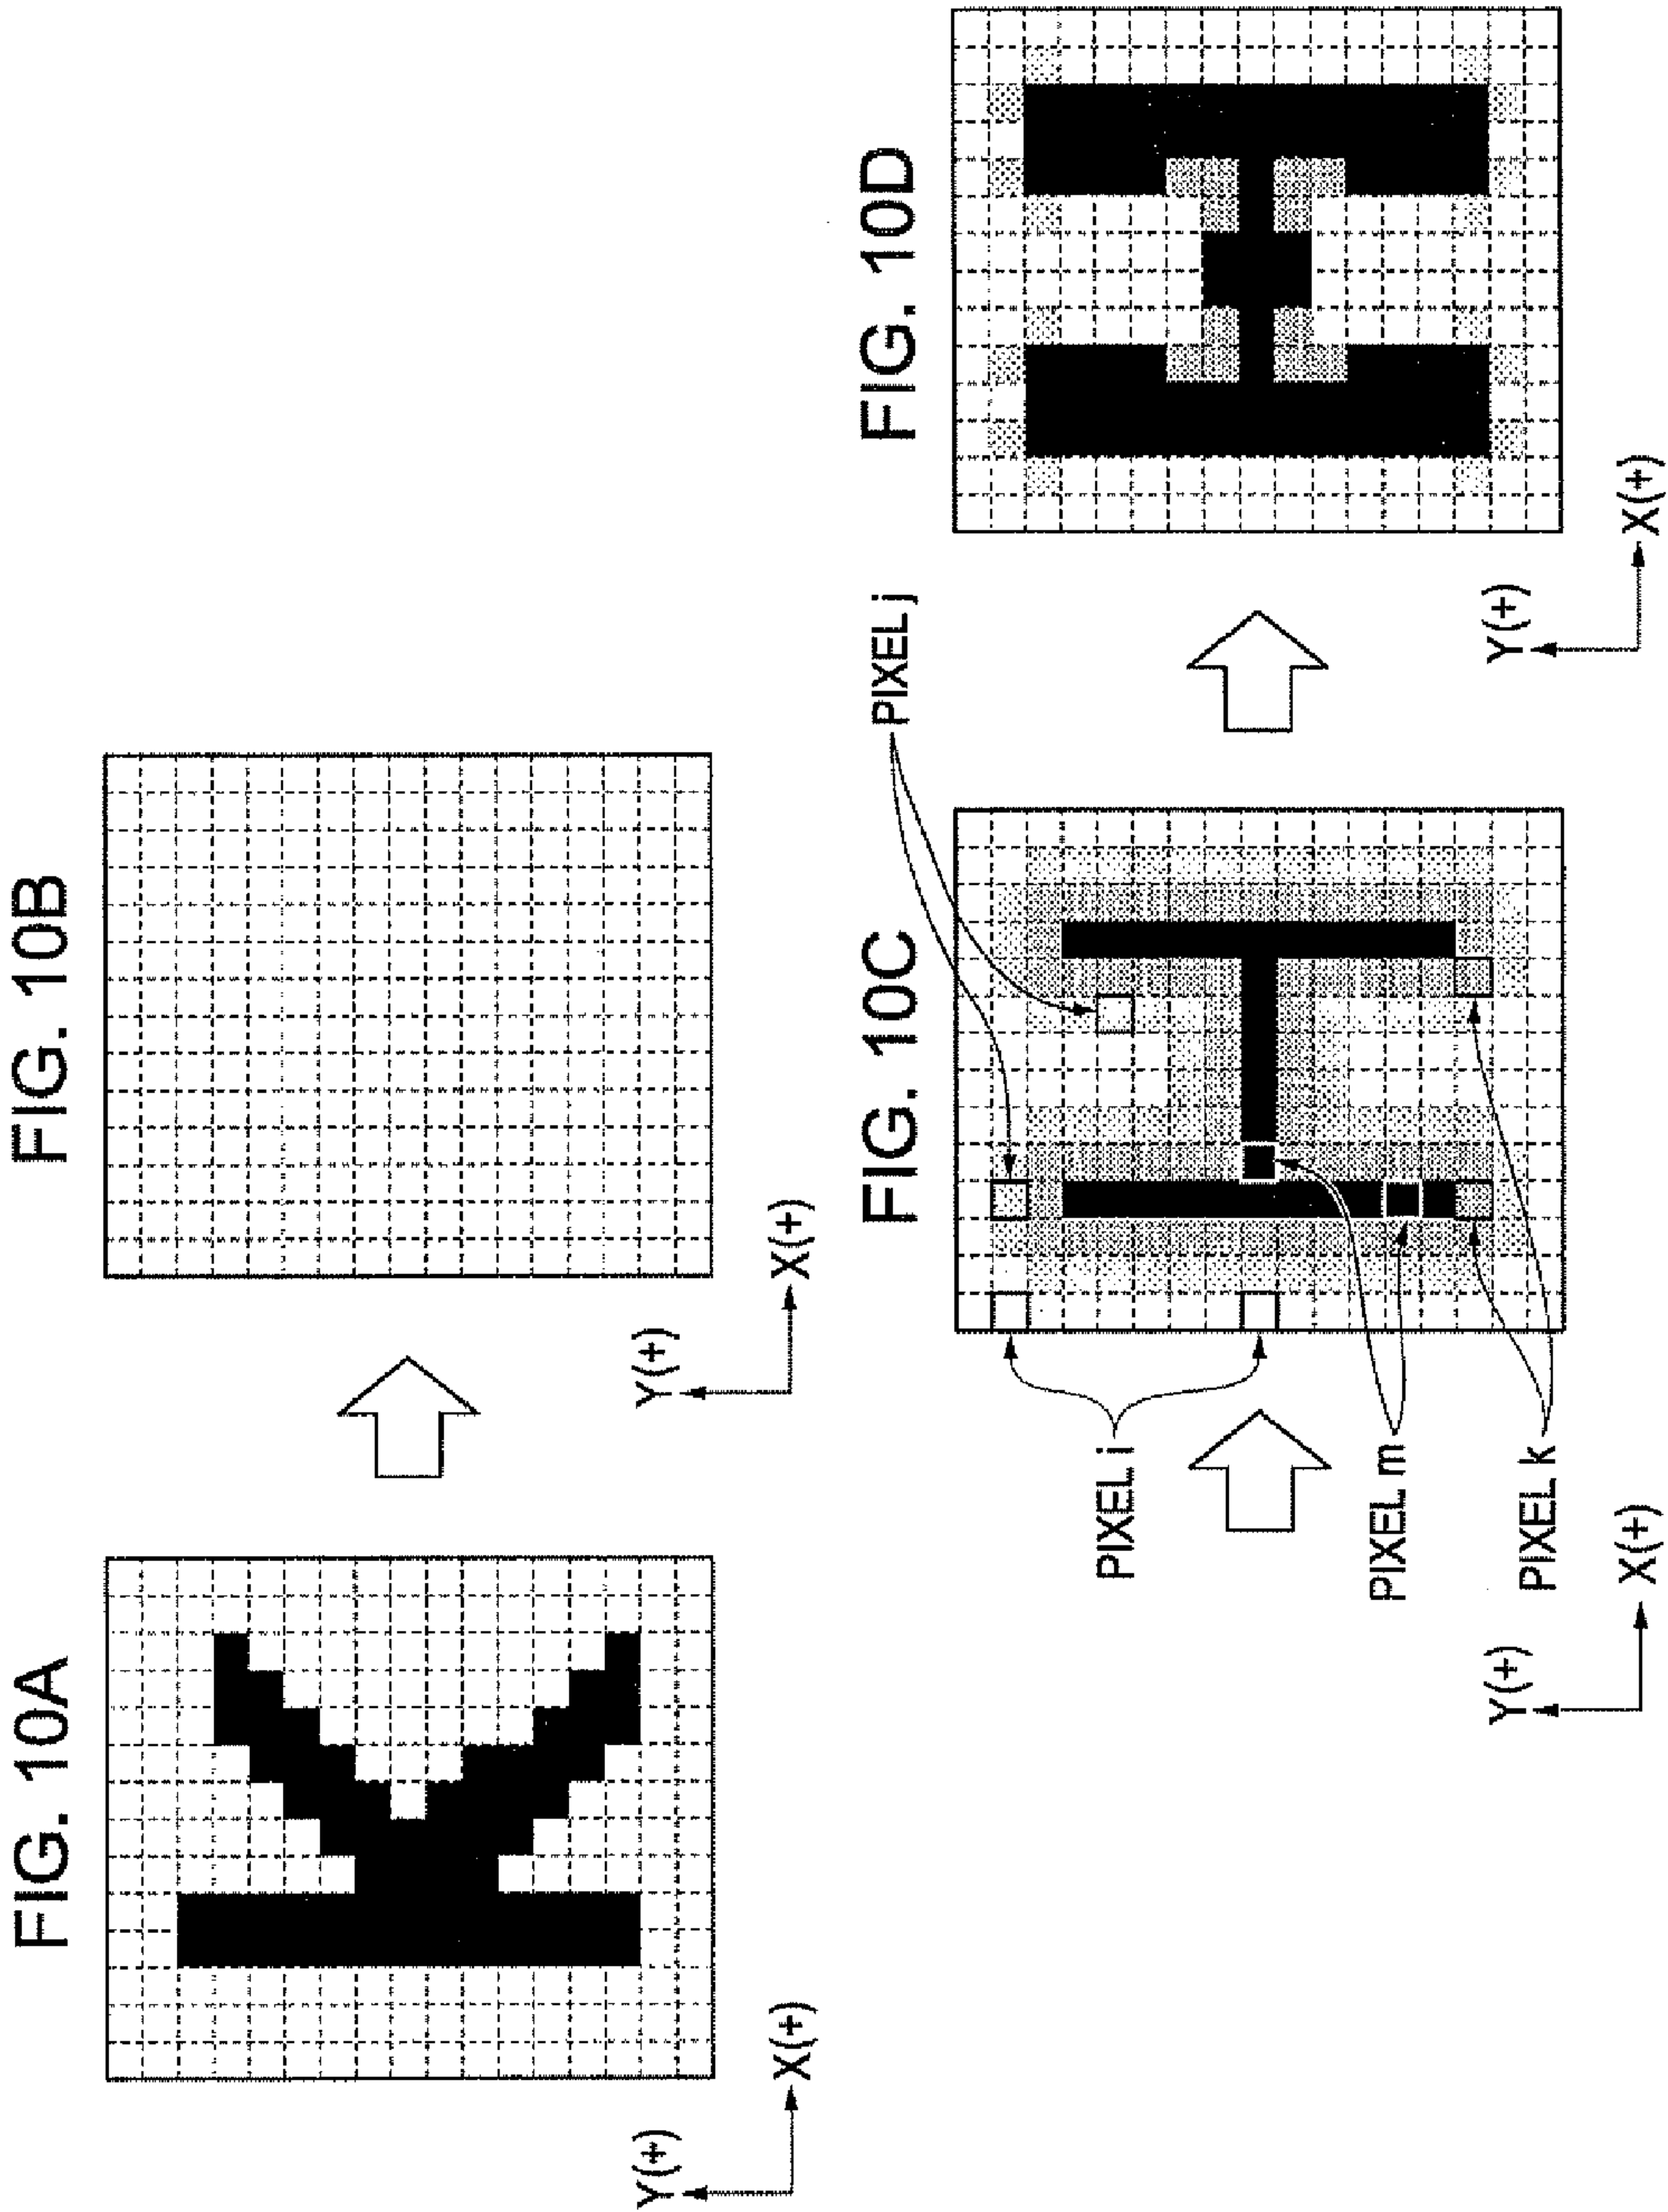 FIG. 10A
Y(+)
X(+)
FIG. 10B
Y(+)
X(+)
FIG. 10C
PIXEL i
PIXEL j
PIXEL m
PIXEL k
Y(+)
X(+)
FIG. 10D
Y(+)
X(+)